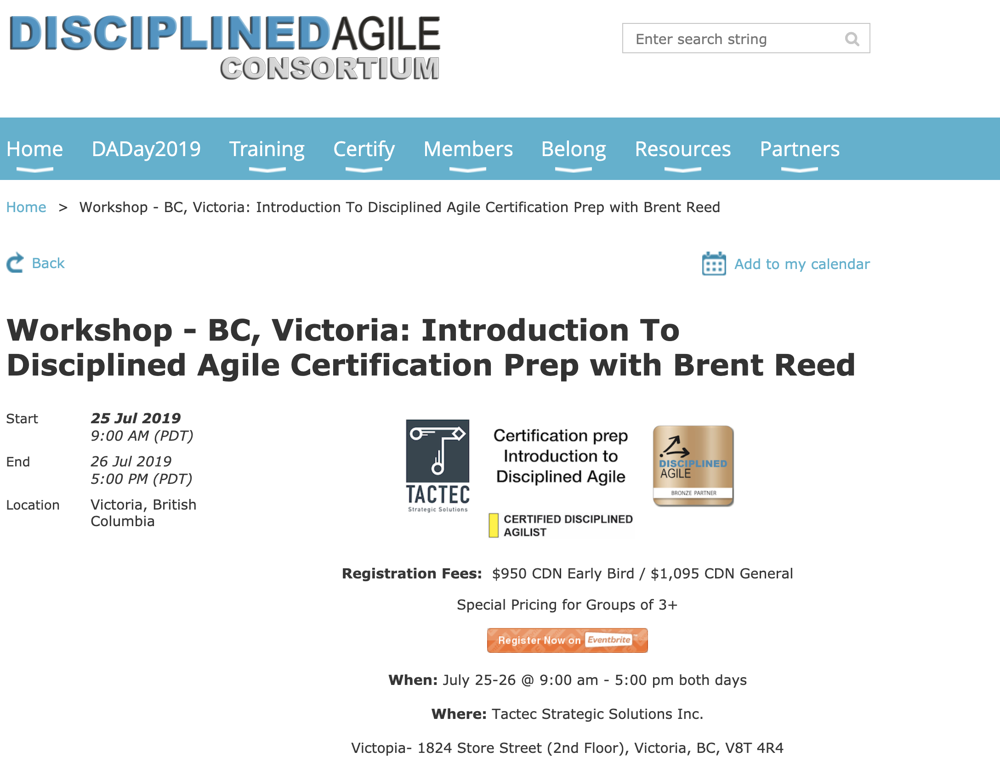 DISCIPLINEDAGILE
CONSORTIUM
Enter search string
Home DADay2019 Training Certify Members Belong Resources Partners
Home > Workshop - BC, Victoria: Introduction To Disciplined Agile Certification Prep with Brent Reed
Back
Add to my calendar
Workshop - BC, Victoria: Introduction To
Disciplined Agile Certification Prep with Brent Reed
Start 25 Jul 2019
9:00 AM (PDT)
End 26 Jul 2019
5:00 PM (PDT)
Location Victoria, British
Columbia
TACTEC
Strategic Solutions
Certification prep
Introduction to
Disciplined Agile
DISCIPLINED
AGILE
BRONZE PARTNER
CERTIFIED DISCIPLINED
AGILIST
Registration Fees: $950 CDN Early Bird / $1,095 CDN General
Special Pricing for Groups of 3+
Register Now on Eventbrite™
When: July 25-26 @ 9:00 am - 5:00 pm both days
Where: Tactec Strategic Solutions Inc.
Victopia- 1824 Store Street (2nd Floor), Victoria, BC, V8T 4R4